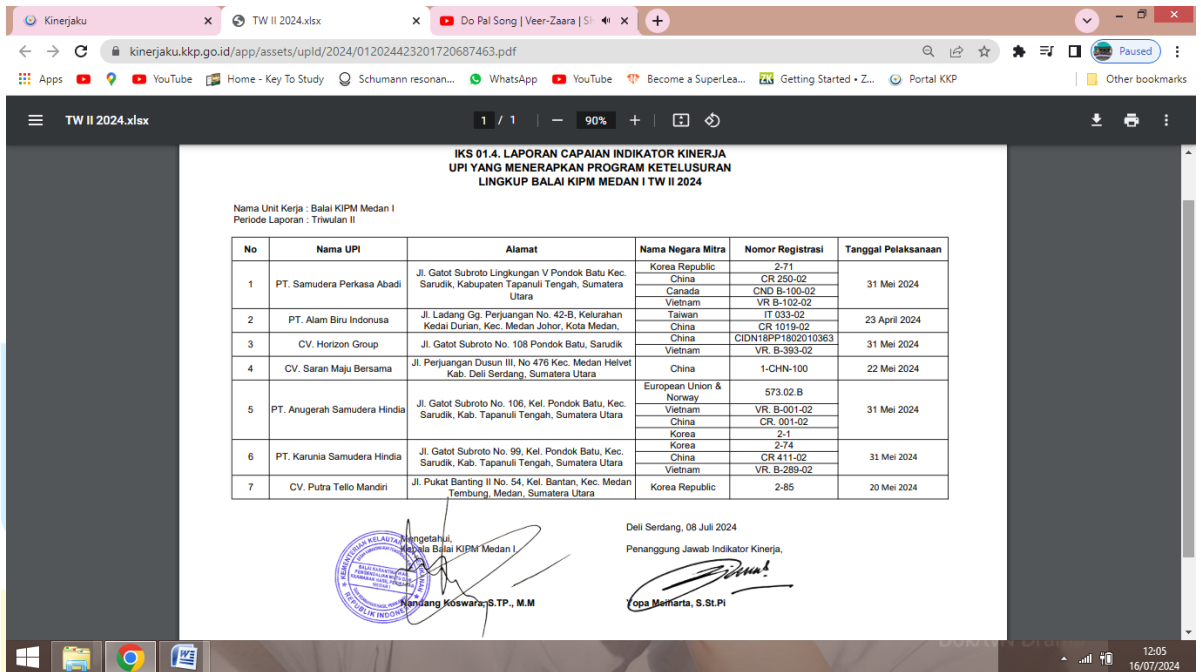 Kinerjaku
TW II 2024.xlsx
Do Pal Song | Veer-Zaara | Sh
kinerjaku.kkp.go.id/app/assets/upld/2024/012024423201720687463.pdf
Paused
Apps
YouTube
Home - Key To Study
Schumann resonan...
WhatsApp
YouTube
Become a SuperLea...
ZK
Getting Started • Z...
Portal KKP
Other bookmarks
TW II 2024.xlsx
1 / 1
90%
IKS 01.4. LAPORAN CAPAIAN INDIKATOR KINERJA
UPI YANG MENERAPKAN PROGRAM KETELUSURAN
LINGKUP BALAI KIPM MEDAN I TW II 2024
Nama Unit Kerja : Balai KIPM Medan I
Periode Laporan : Triwulan II
No Nama UPI Alamat Nama Negara Mitra Nomor Registrasi Tanggal Pelaksanaan
1 PT. Samudera Perkasa Abadi
Jl. Gatot Subroto Lingkungan V Pondok Batu Kec.
Sarudik, Kabupaten Tapanuli Tengah, Sumatera
Utara
Korea Republic 2-71
China CR 250-02
Canada CND B-100-02
Vietnam VR B-102-02
31 Mei 2024
2 PT. Alam Biru Indonusa
Jl. Ladang Gg. Perjuangan No. 42-B, Kelurahan
Kedai Durian, Kec. Medan Johor, Kota Medan,
Taiwan IT 033-02
China CR 1019-02
23 April 2024
3 CV. Horizon Group
Jl. Gatot Subroto No. 108 Pondok Batu, Sarudik
China CIDN18PP1802010363
Vietnam VR. B-393-02
31 Mei 2024
4 CV. Saran Maju Bersama
Jl. Perjuangan Dusun III, No 476 Kec. Medan Helvet
Kab. Deli Serdang, Sumatera Utara
China 1-CHN-100
22 Mei 2024
5 PT. Anugerah Samudera Hindia
Jl. Gatot Subroto No. 106, Kel. Pondok Batu, Kec.
Sarudik, Kab. Tapanuli Tengah, Sumatera Utara
European Union &
Norway
573.02.B
Vietnam VR. B-001-02
China CR. 001-02
Korea 2-1
31 Mei 2024
6 PT. Karunia Samudera Hindia
Jl. Gatot Subroto No. 99, Kel. Pondok Batu, Kec.
Sarudik, Kab. Tapanuli Tengah, Sumatera Utara
Korea 2-74
China CR 411-02
Vietnam VR. B-289-02
31 Mei 2024
7 CV. Putra Tello Mandiri
Jl. Pukat Banting II No. 54, Kel. Bantan, Kec. Medan
Tembung, Medan, Sumatera Utara
Korea Republic 2-85
20 Mei 2024
Deli Serdang, 08 Juli 2024
Mengetahui,
Kepala Balai KIPM Medan I
Penanggung Jawab Indikator Kinerja,
KEMENTERIAN KELAUTAN
REPUBLIK INDONESIA
Nandang Koswara, S.TP., M.M
Yopa Meinarta, S.St.Pi
12:05
16/07/2024